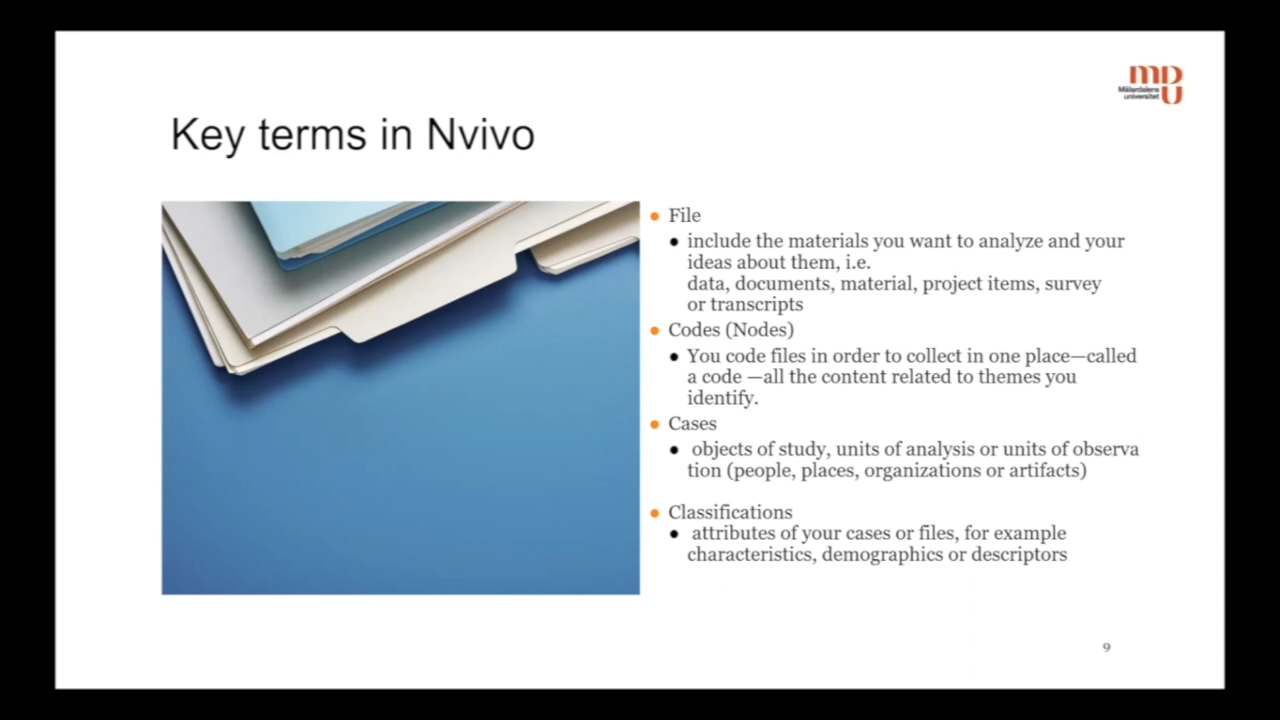 mdu
Mälardalens
universitet
Key terms in Nvivo
File
include the materials you want to analyze and your
ideas about them, i.e.
data, documents, material, project items, survey
or transcripts
Codes (Nodes)
You code files in order to collect in one place—called
a code —all the content related to themes you
identify.
Cases
objects of study, units of analysis or units of observa
tion (people, places, organizations or artifacts)
Classifications
attributes of your cases or files, for example
characteristics, demographics or descriptors
9